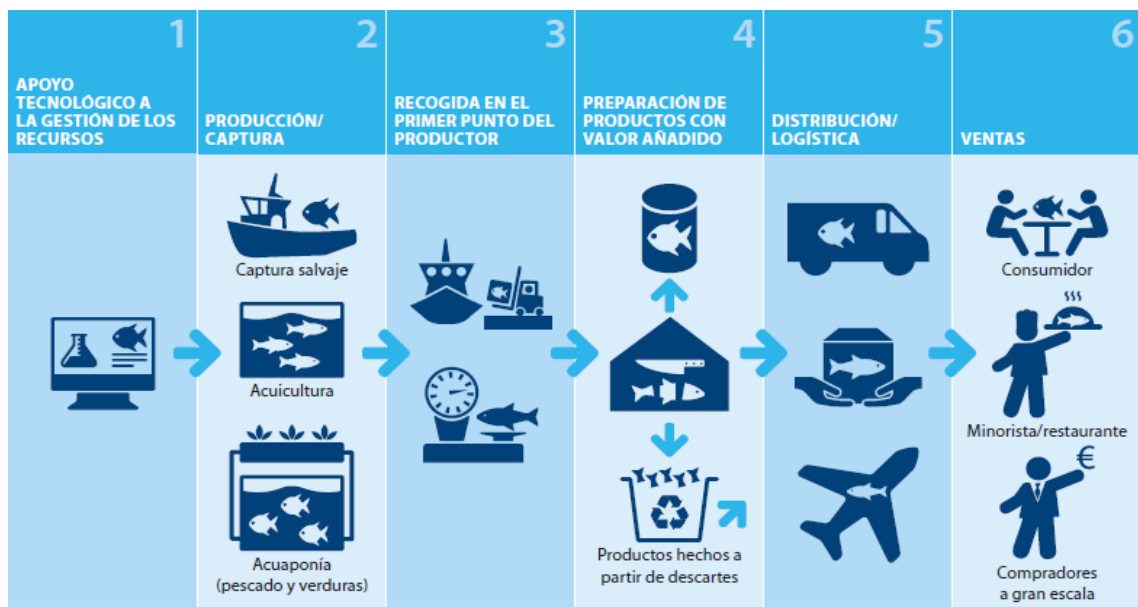 1
APOYO
TECNOLÓGICO A
LA GESTIÓN DE LOS
RECURSOS
2
PRODUCCIÓN/
CAPTURA
Captura salvaje
Acuicultura
Acuaponía
(pescado y verduras)
3
RECOGIDA EN EL
PRIMER PUNTO DEL
PRODUCTOR
4
PREPARACIÓN DE
PRODUCTOS CON
VALOR AÑADIDO
Productos hechos a
partir de descartes
5
DISTRIBUCIÓN/
LOGÍSTICA
6
VENTAS
Consumidor
Minorista/restaurante
€
Compradores
a gran escala